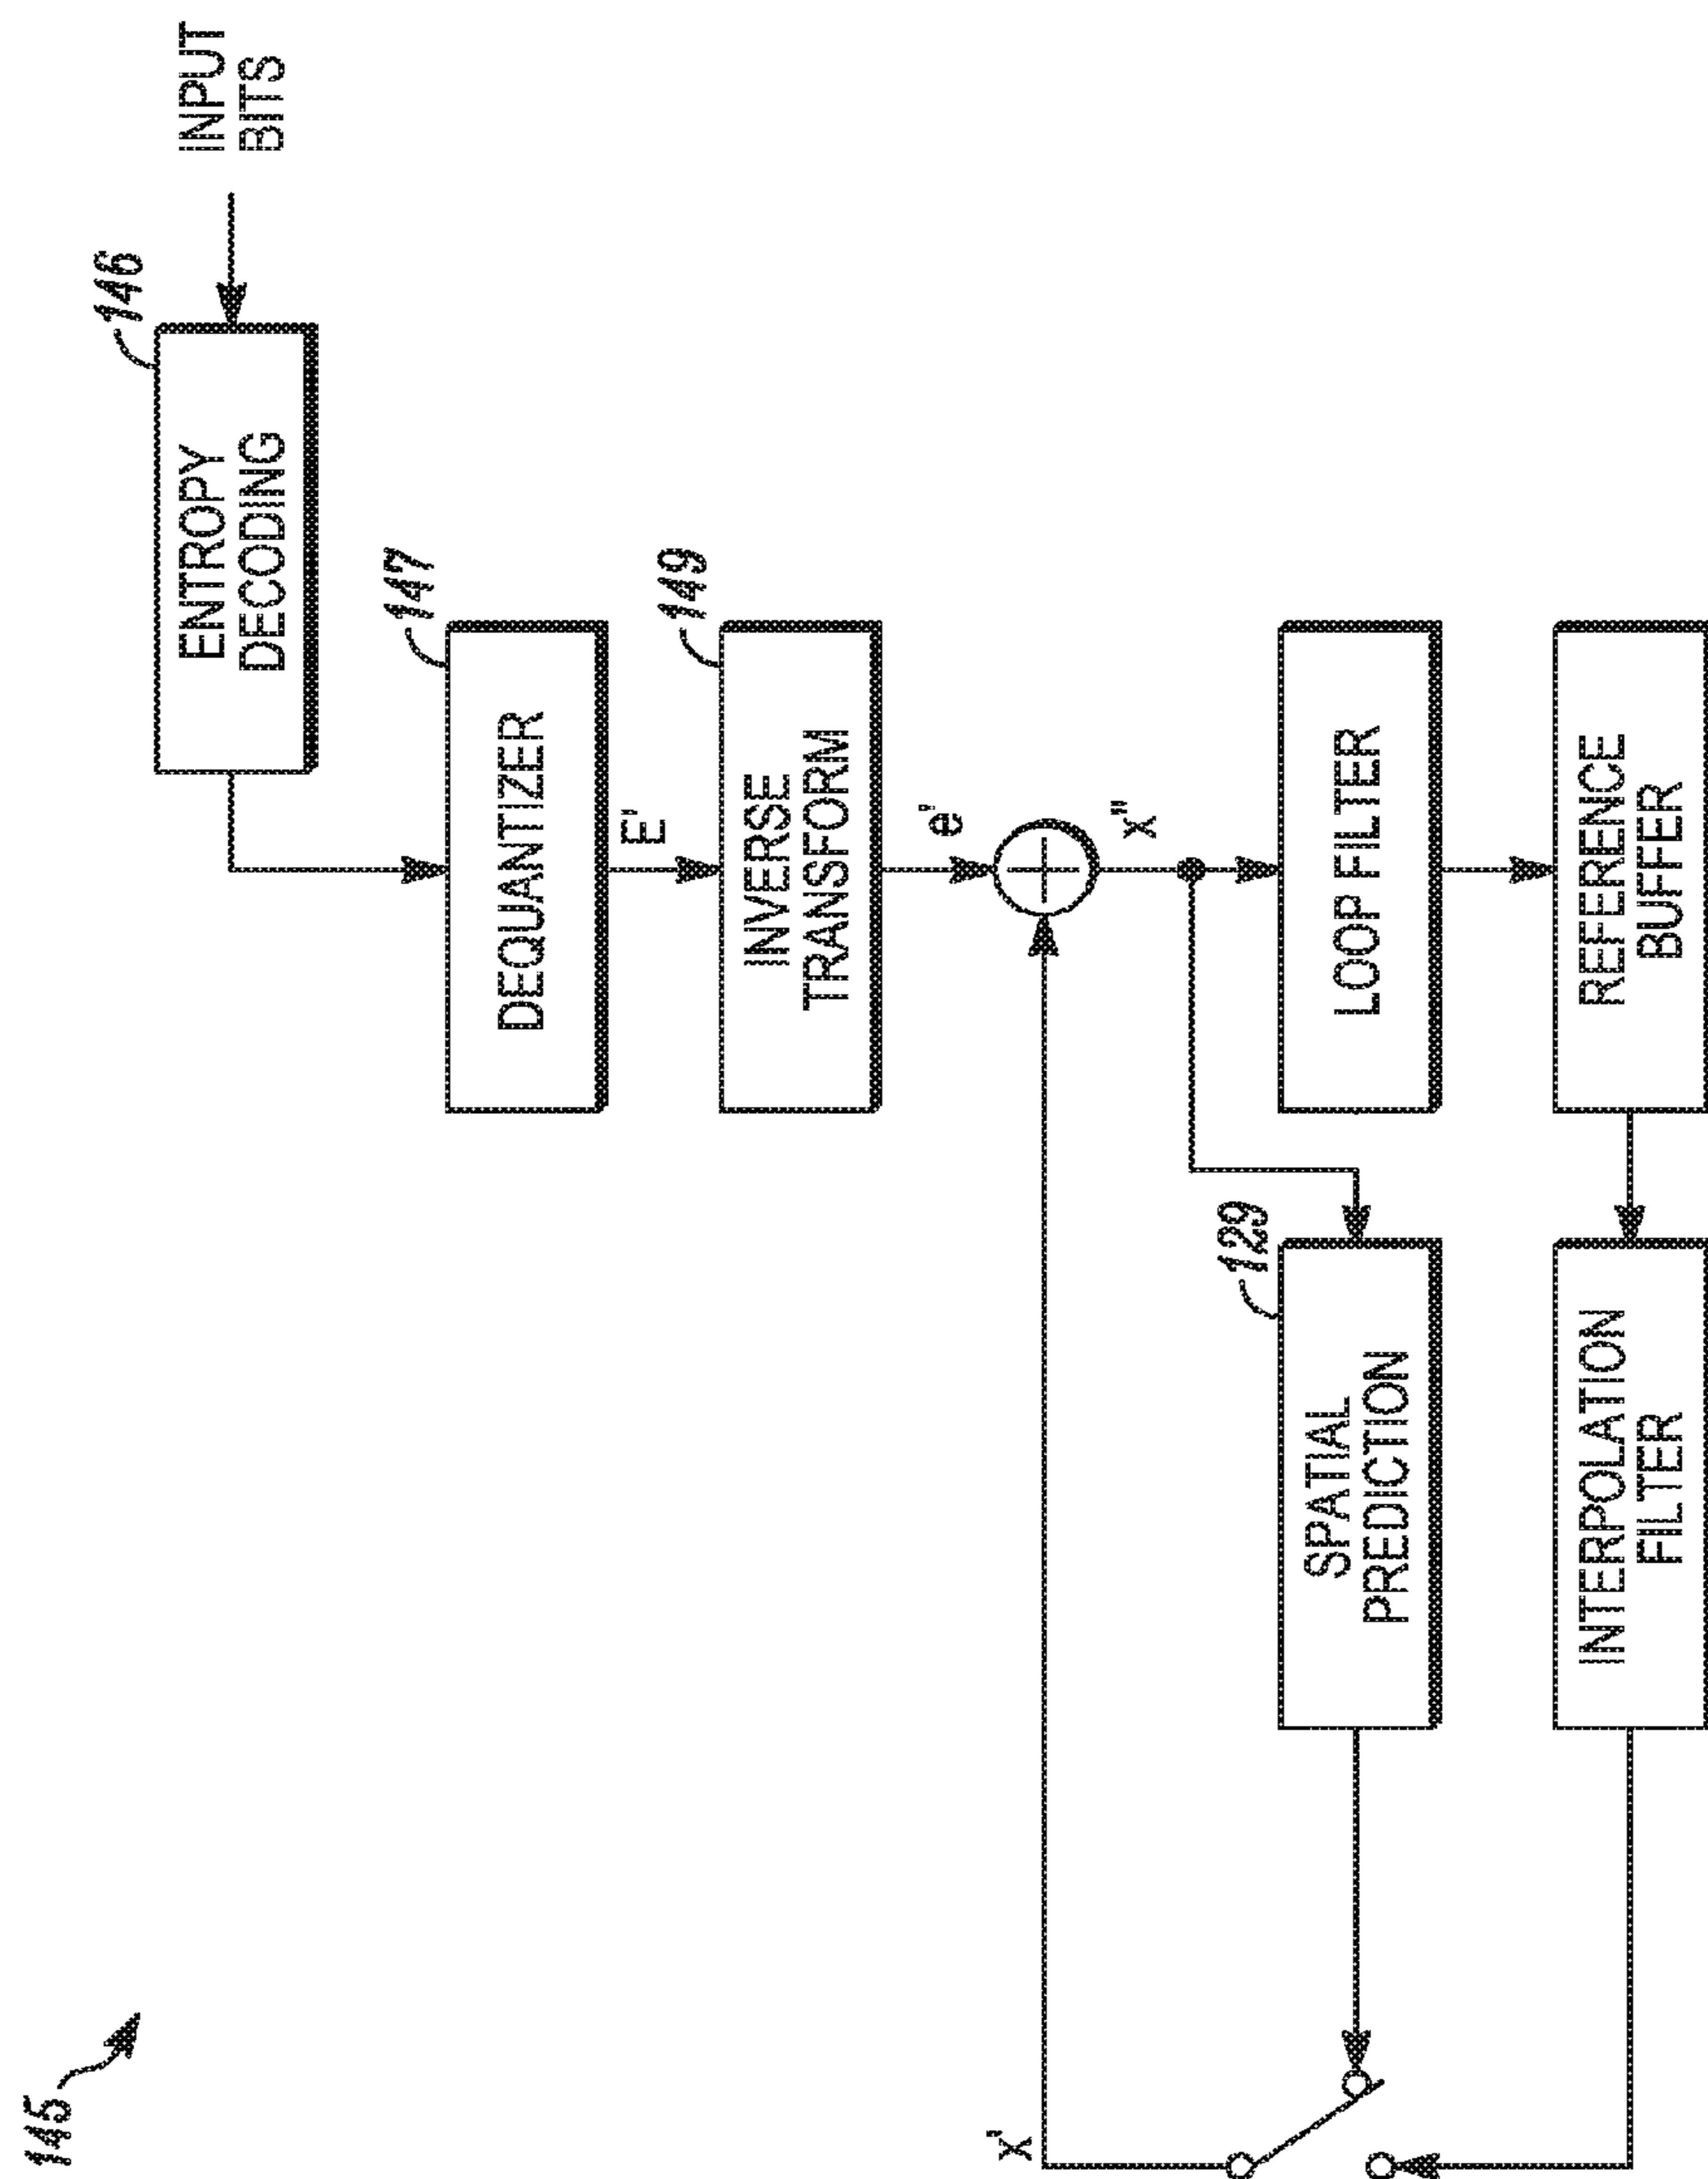 145
INPUT
BITS
146
ENTROPY
DECODING
147
DEQUANTIZER
E'
149
INVERSE
TRANSFORM
e'
x'
x"
129
SPATIAL
PREDICTION
LOOP FILTER
INTERPOLATION
FILTER
REFERENCE
BUFFER